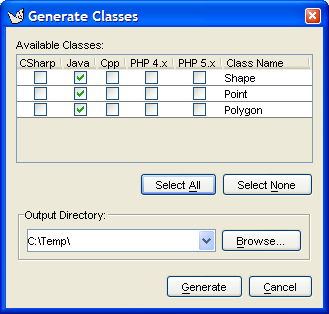 Generate Classes
Available Classes:
CSharp Java Cpp PHP 4.x PHP 5.x Class Name
Shape
Point
Polygon
Select All Select None
Output Directory:
C:\Temp\ Browse...
Generate Cancel